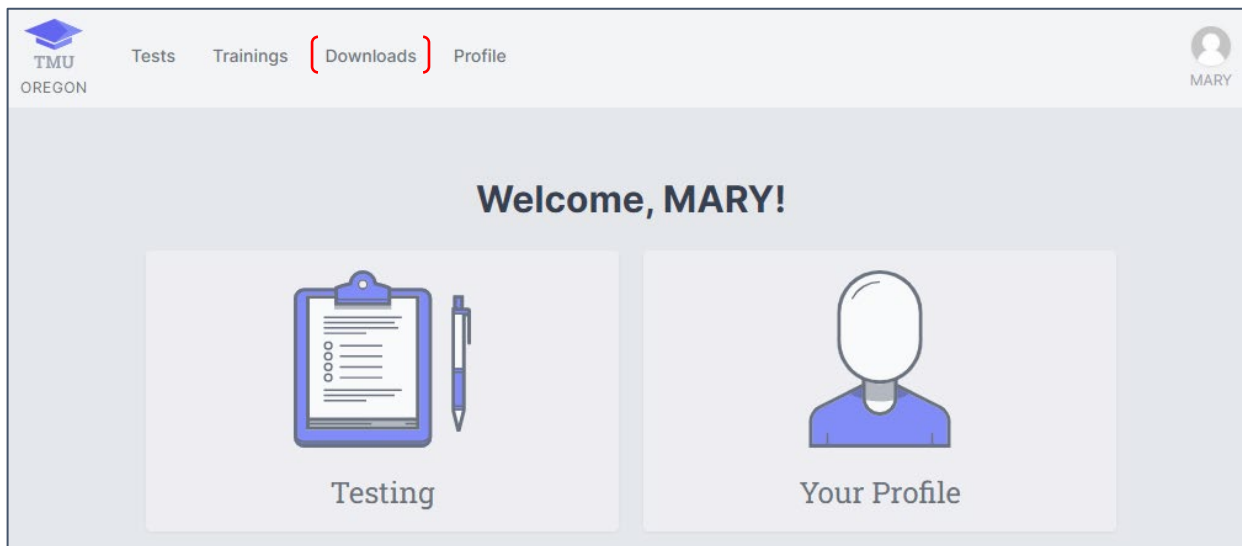 TMU
OREGON
Tests Trainings Downloads Profile
MARY
Welcome, MARY!
Testing Your Profile